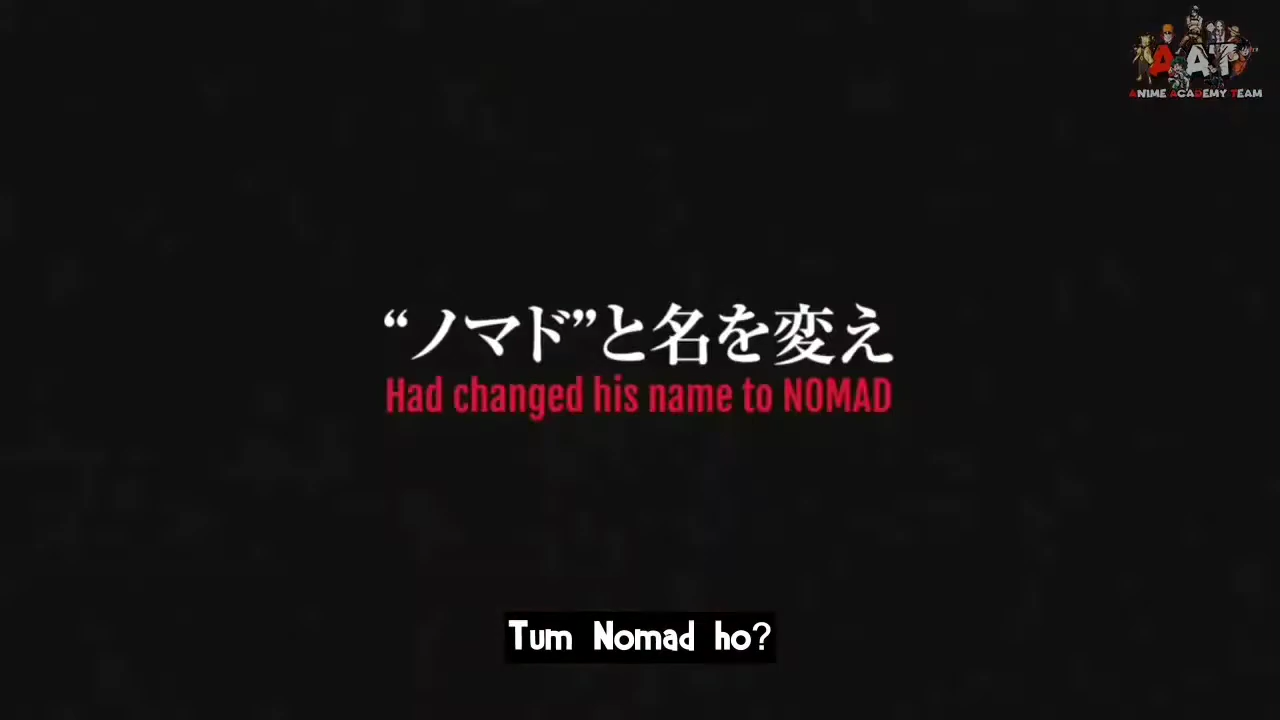 AAT
ANIME ACADEMY TEAM
“ノマド”と名を変え
Had changed his name to NOMAD
Tum Nomad ho?